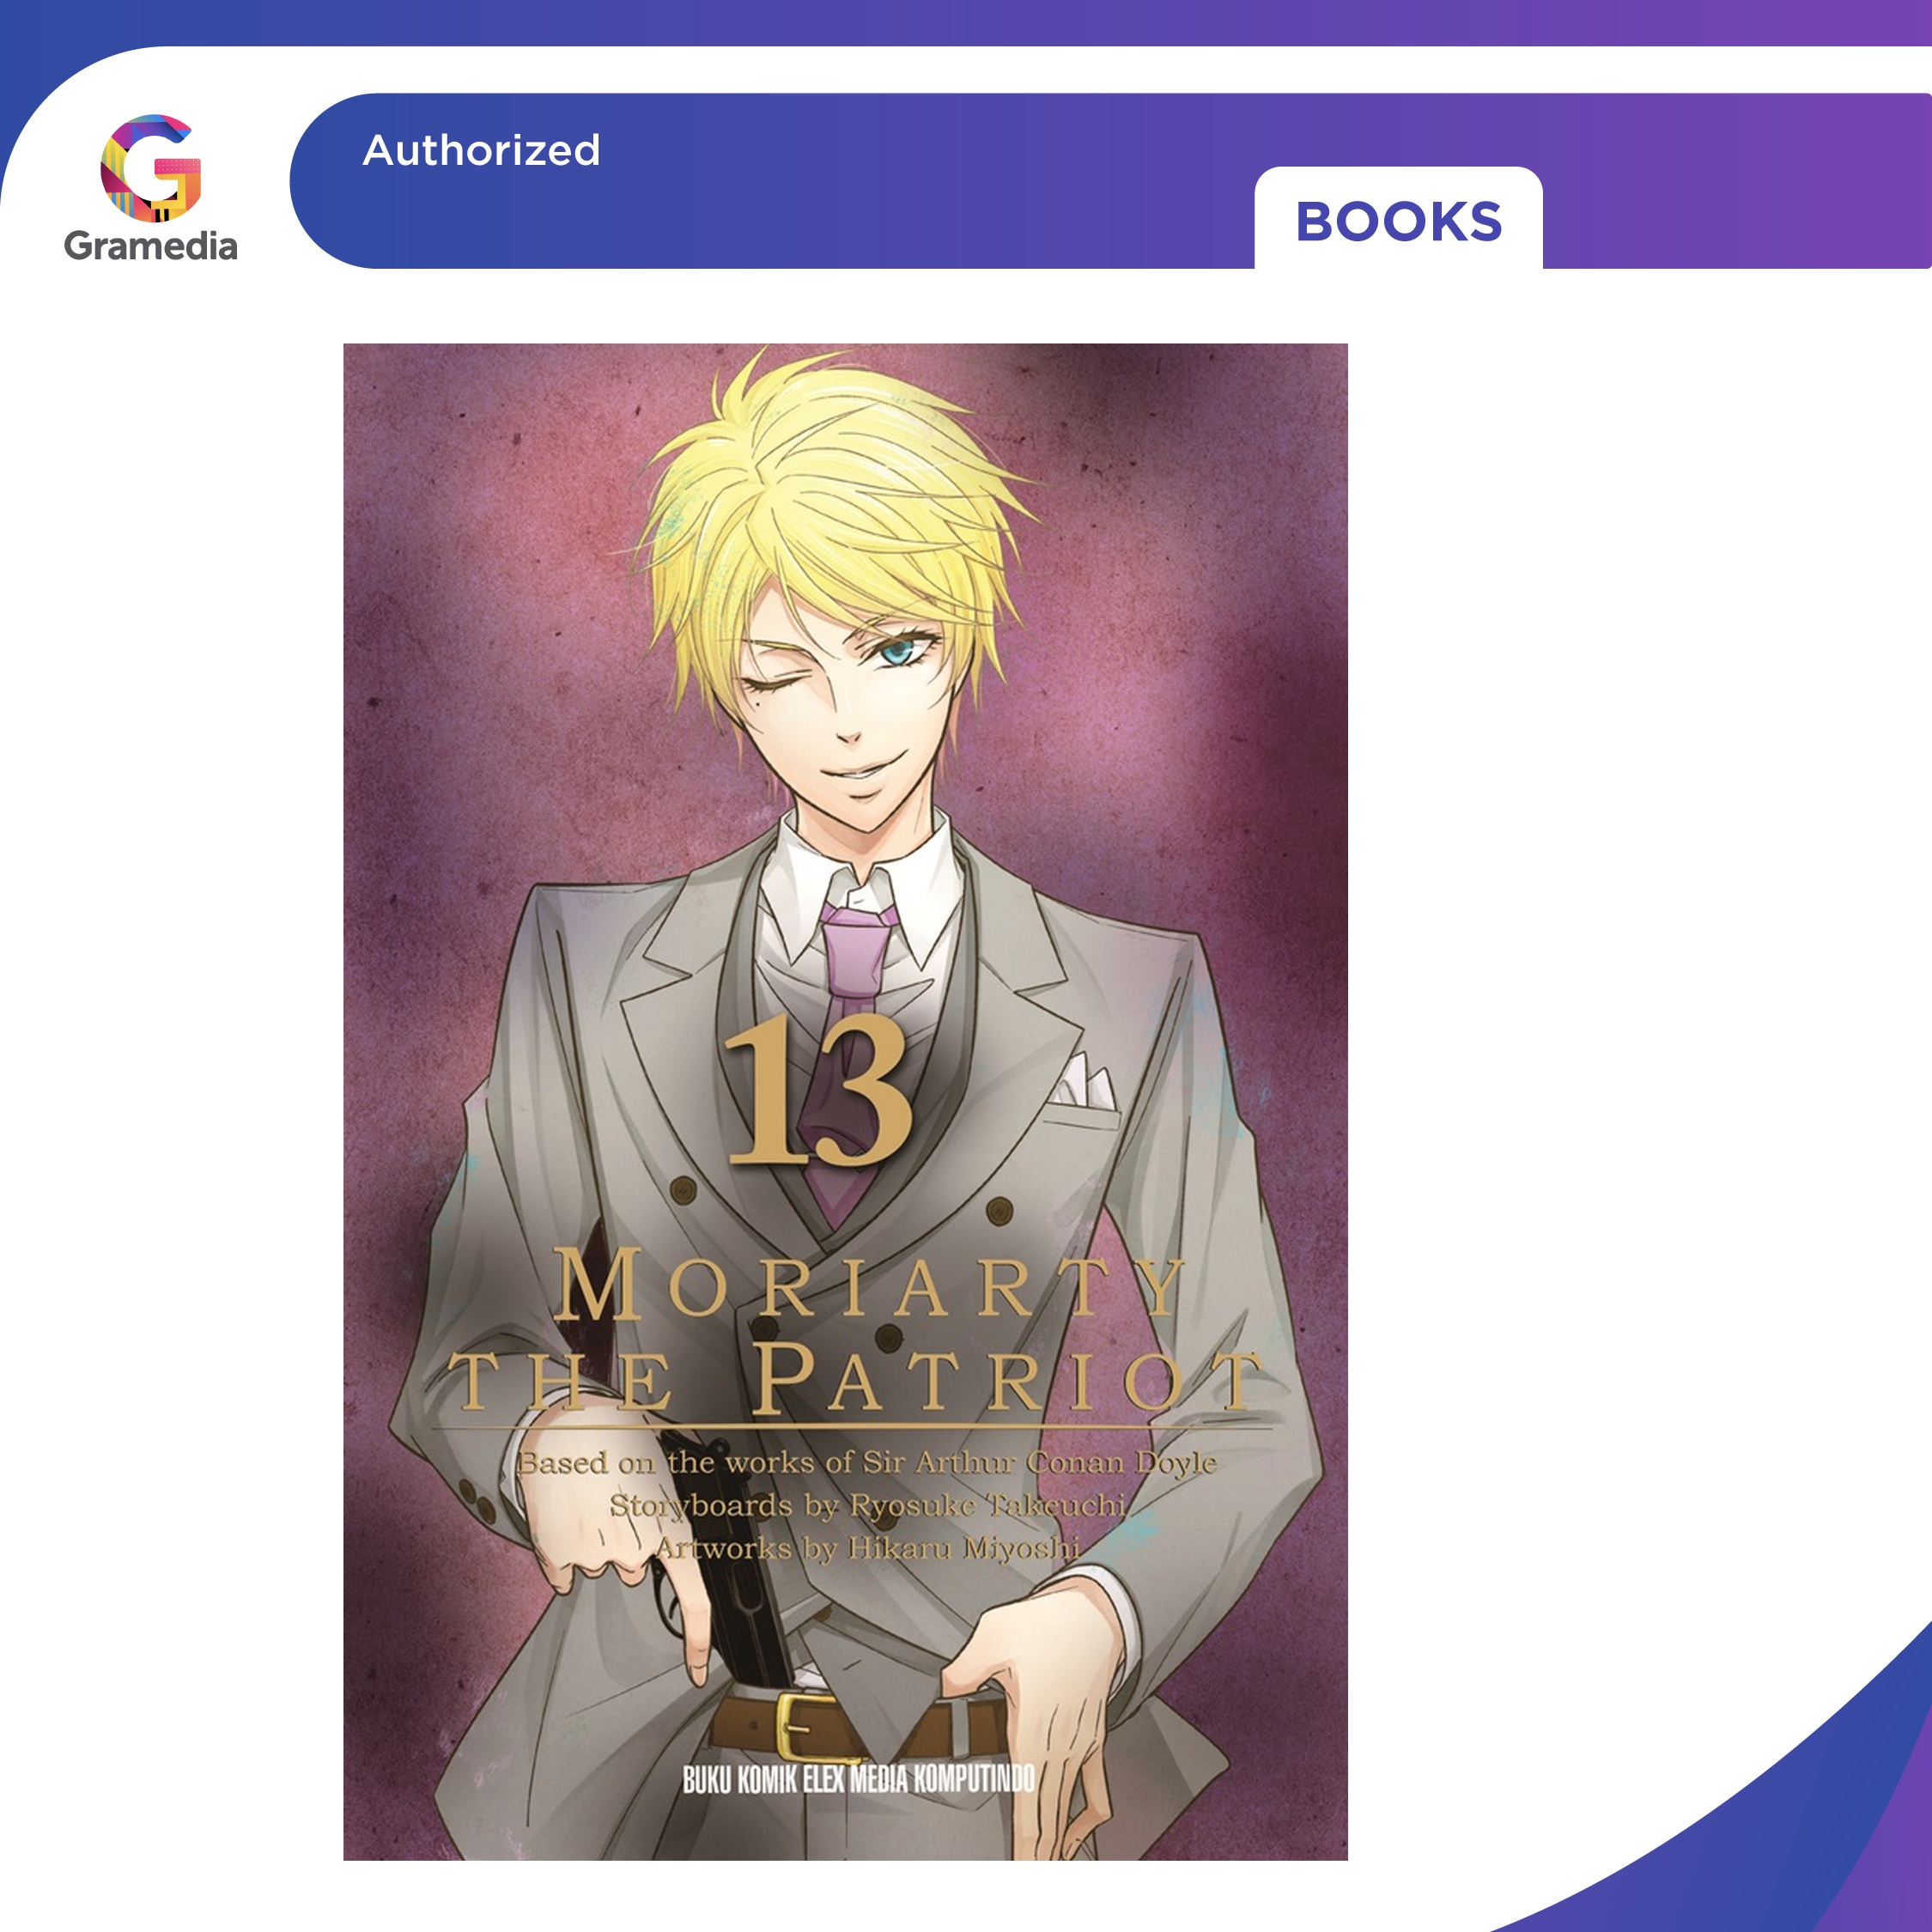 Gramedia
Authorized
BOOKS
13
MORIARTY
THE PATRIOT
Based on the works of Sir Arthur Conan Doyle
Storyboards by Ryosuke Takeuchi
Artworks by Hikaru Miyoshi
BUKU KOMIK ELEX MEDIA KOMPUTINDO